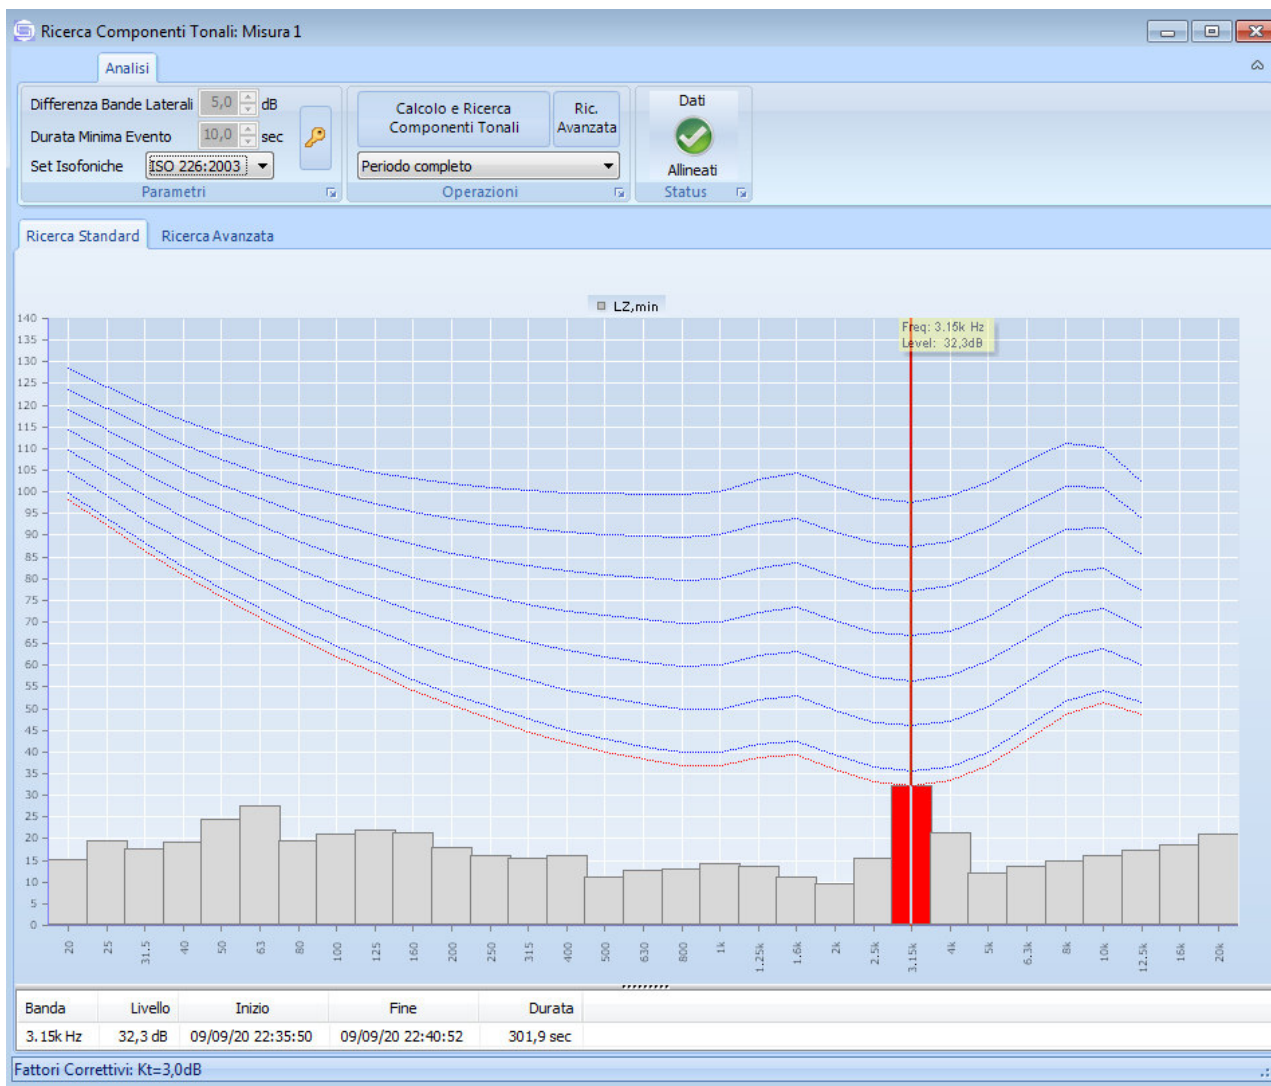 Ricerca Componenti Tonali: Misura 1
Analisi
Differenza Bande Laterali 5,0 dB
Durata Minima Evento 10,0 sec
Set Isofoniche ISO 226:2003
Parametri
Calcolo e Ricerca
Componenti Tonali
Ric.
Avanzata
Periodo completo
Operazioni
Dati
Allineati
Status
Ricerca Standard Ricerca Avanzata
LZ,min
Freq: 3.15k Hz
Level: 32,3dB
140
135
130
125
120
115
110
105
100
95
90
85
80
75
70
65
60
55
50
45
40
35
30
25
20
15
10
5
0
20 25 31.5 40 50 63 80 100 125 160 200 250 315 400 500 630 800 1k 1.25k 1.6k 2k 2.5k 3.15k 4k 5k 6.3k 8k 10k 12.5k 16k 20k
Banda Livello Inizio Fine Durata
3.15k Hz 32,3 dB 09/09/20 22:35:50 09/09/20 22:40:52 301,9 sec
Fattori Correttivi: Kt=3,0dB